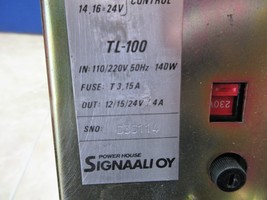 14,16×24V CONTROL
TL-100
IN: 110/220V 50Hz 140W
FUSE: T 3,15A
OUT: 12/15/24V 4A
SNO:
POWER HOUSE
SIGNAALI OY
230V